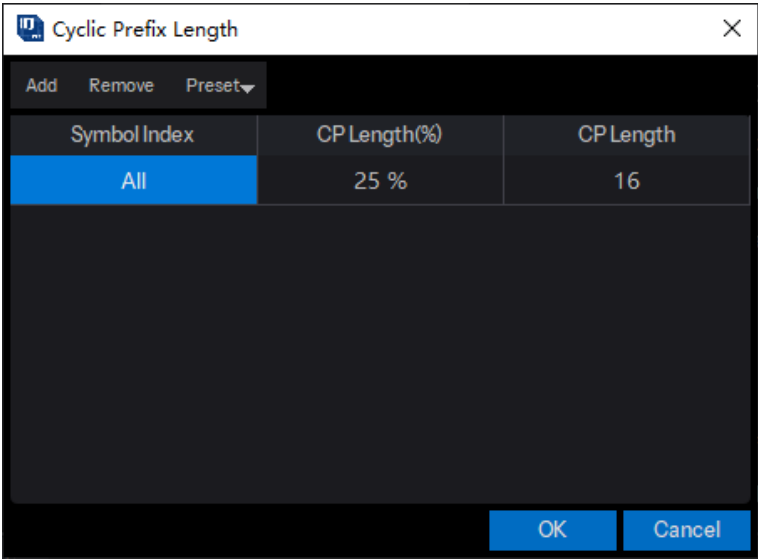 Cyclic Prefix Length
Add Remove Preset
Symbol Index CP Length(%) CP Length
All 25 % 16
OK Cancel